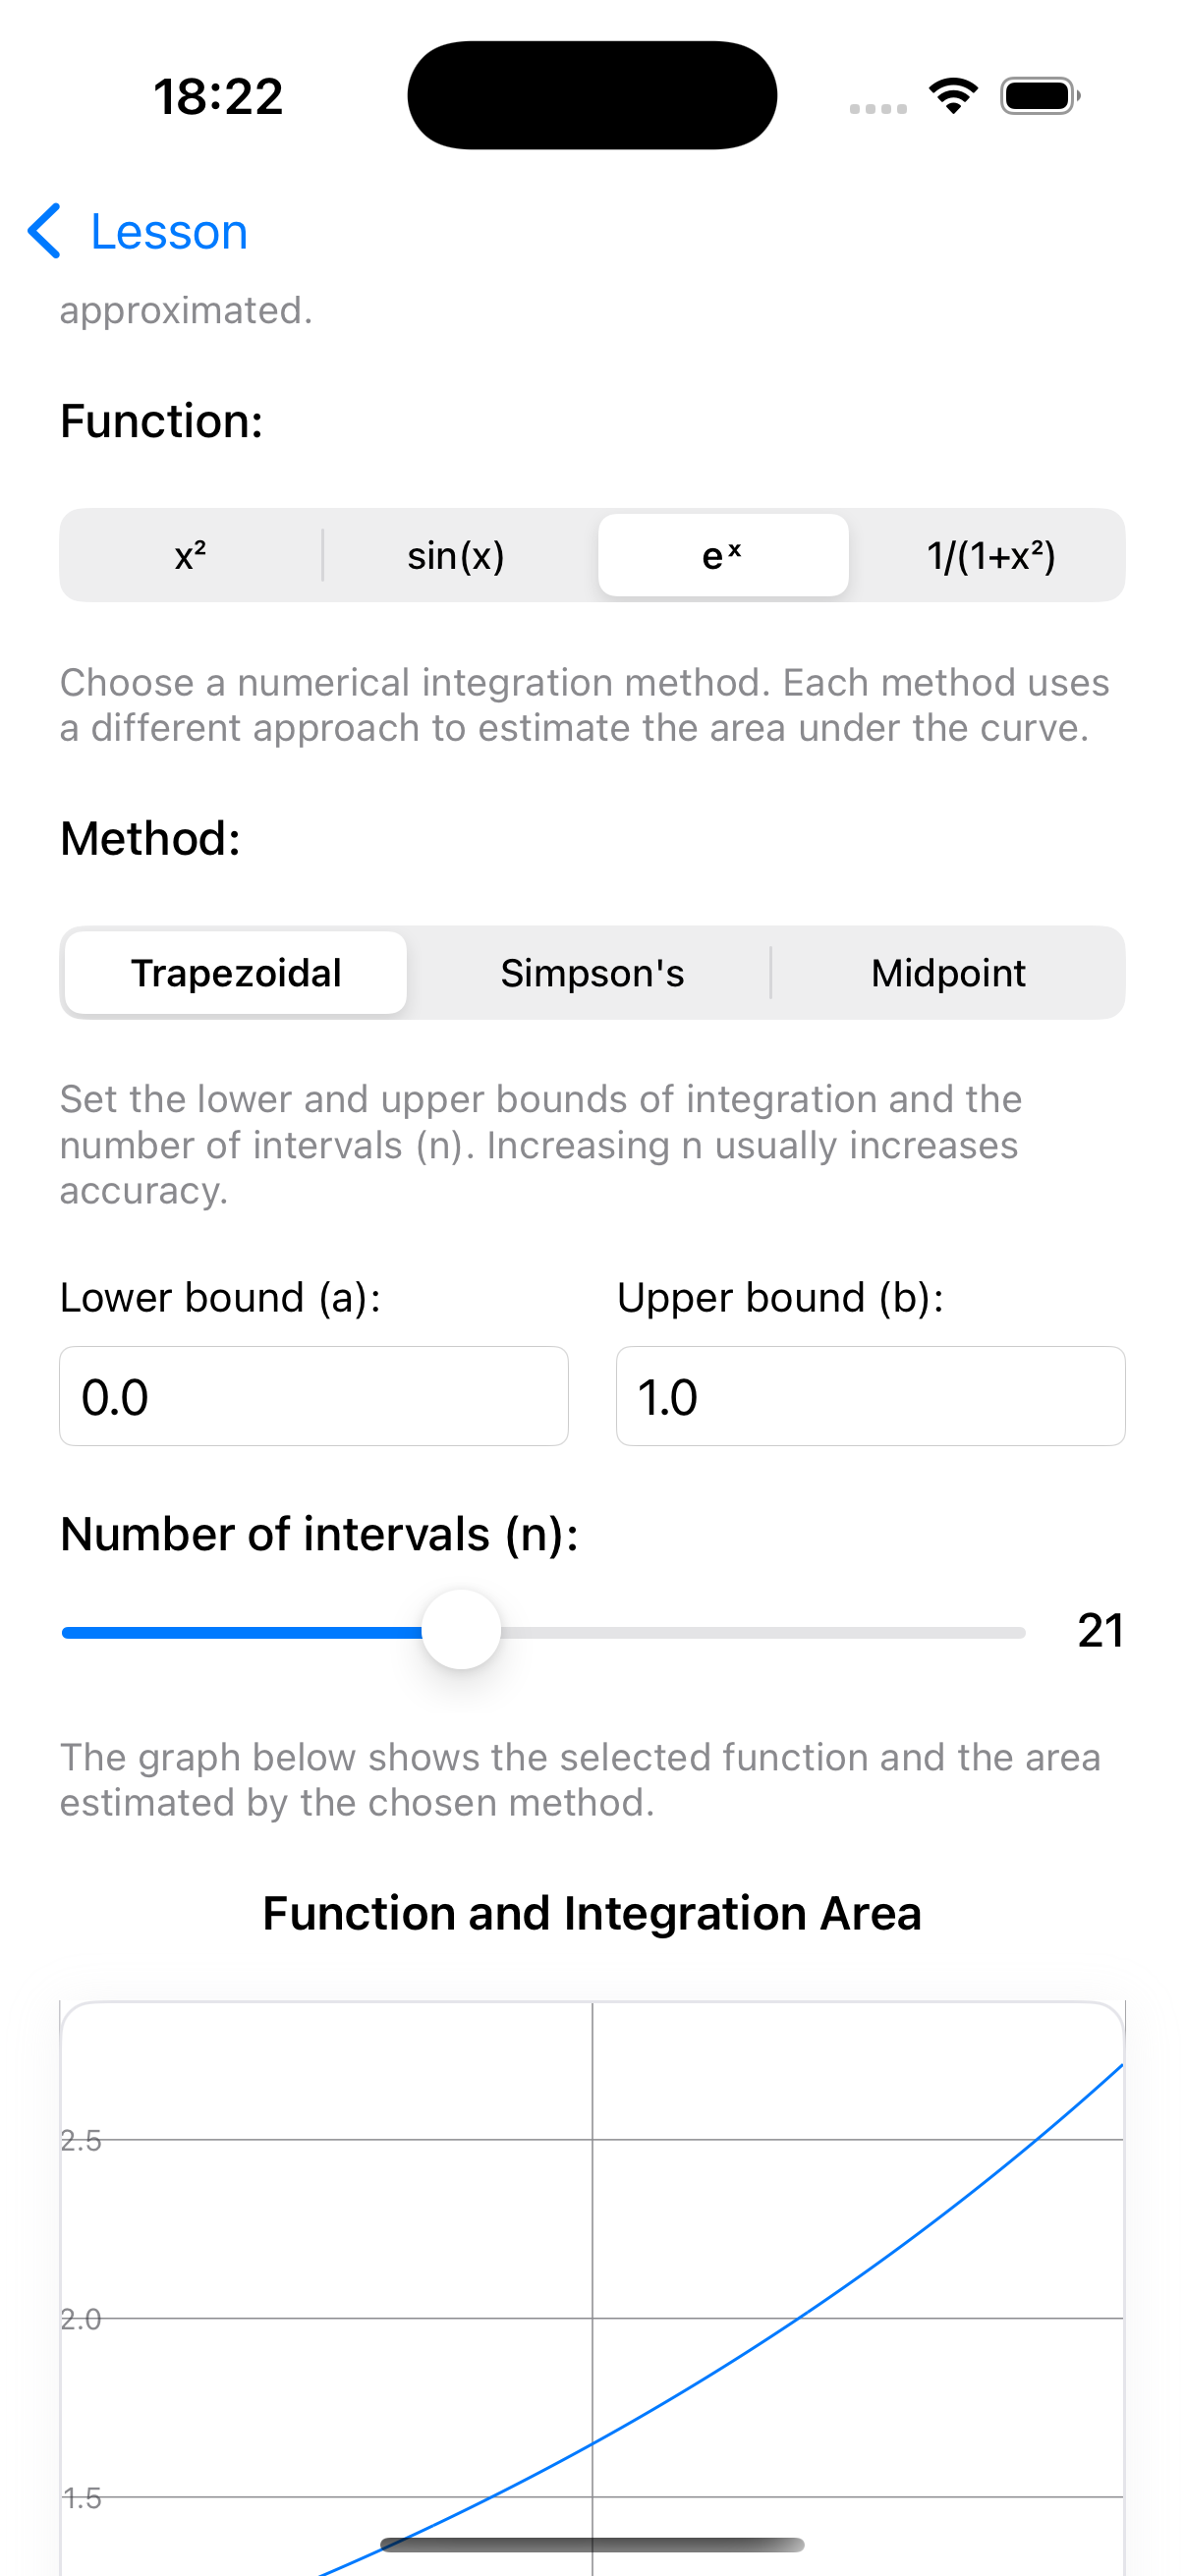 18:22
Lesson
approximated.
Function:
x² sin(x) eˣ 1/(1+x²)
Choose a numerical integration method. Each method uses
a different approach to estimate the area under the curve.
Method:
Trapezoidal Simpson's Midpoint
Set the lower and upper bounds of integration and the
number of intervals (n). Increasing n usually increases
accuracy.
Lower bound (a): Upper bound (b):
0.0 1.0
Number of intervals (n):
21
The graph below shows the selected function and the area
estimated by the chosen method.
Function and Integration Area
2.5
2.0
1.5